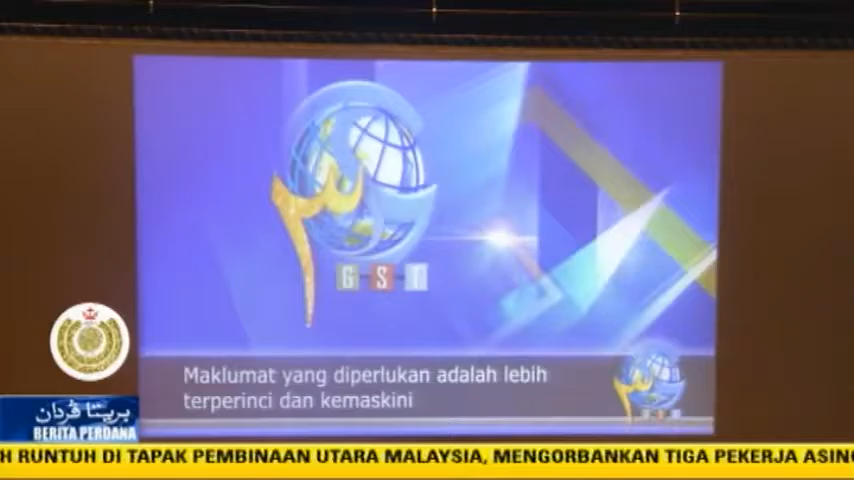 G S T
Maklumat yang diperlukan adalah lebih
terperinci dan kemaskini
بريتا ڤردان
BERITA PERDANA
H RUNTUH DI TAPAK PEMBINAAN UTARA MALAYSIA, MENGORBANKAN TIGA PEKERJA ASING